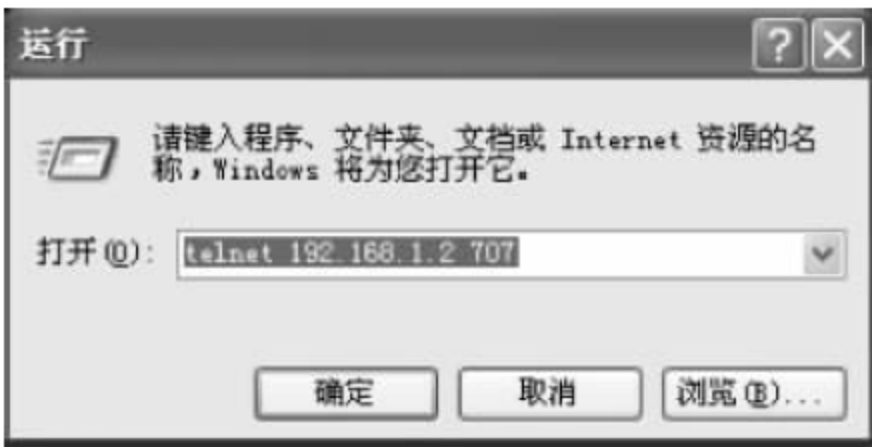 运行
请键入程序、文件夹、文档或 Internet 资源的名
称，Windows 将为您打开它。
打开(O): telnet 192.168.1.2 707
确定 取消 浏览(B)...